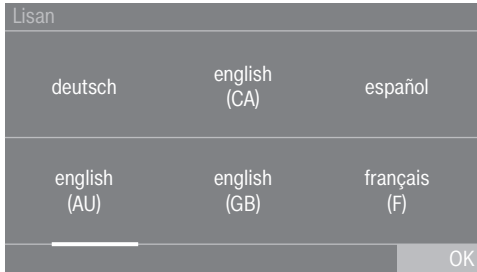 Lisan
deutsch
english
(CA)
español
english
(AU)
english
(GB)
français
(F)
OK